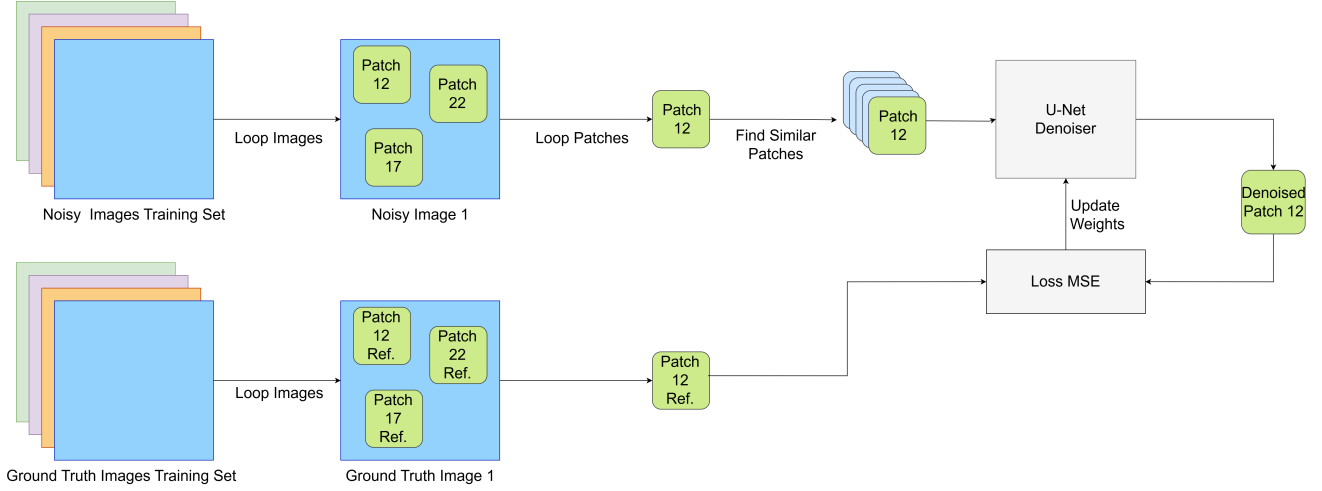 Patch
12
Patch
22
Patch
17
Loop Images
Noisy  Images Training Set
Noisy Image 1
Loop Patches
Patch
12
Find Similar
Patches
Patch
12
U-Net
Denoiser
Denoised
Patch 12
Update
Weights
Loss MSE
Patch
12
Ref.
Patch
22
Ref.
Patch
17
Ref.
Loop Images
Ground Truth Images Training Set
Ground Truth Image 1
Patch
12
Ref.